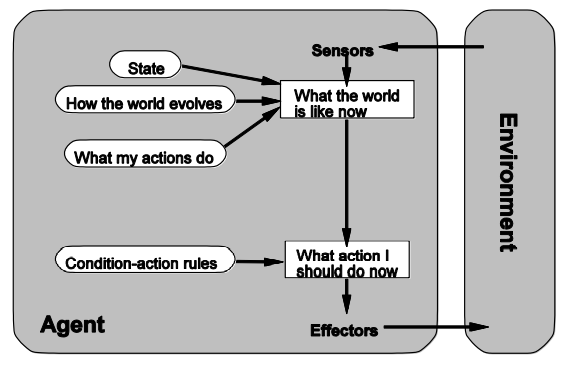 Sensors
State
What the world
is like now
How the world evolves
What my actions do
Environment
What action I
should do now
Condition-action rules
Agent
Effectors